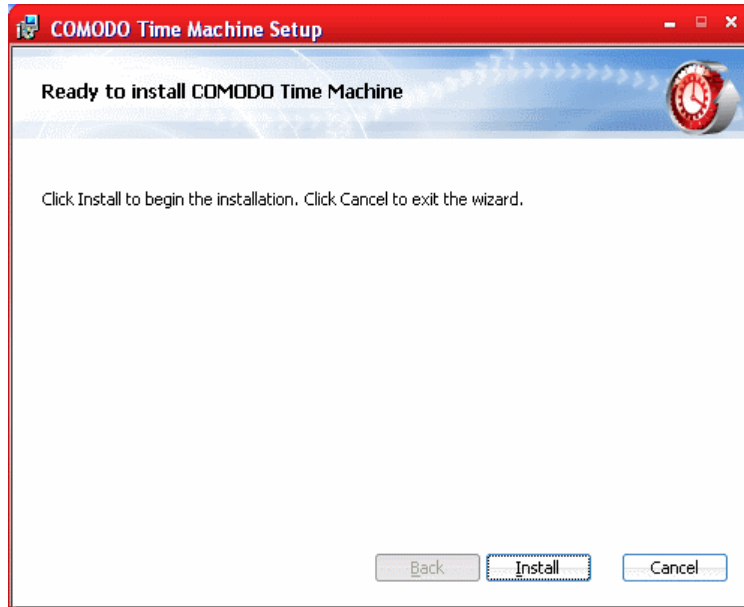 COMODO Time Machine Setup
Ready to install COMODO Time Machine
Click Install to begin the installation. Click Cancel to exit the wizard.
Back Install Cancel